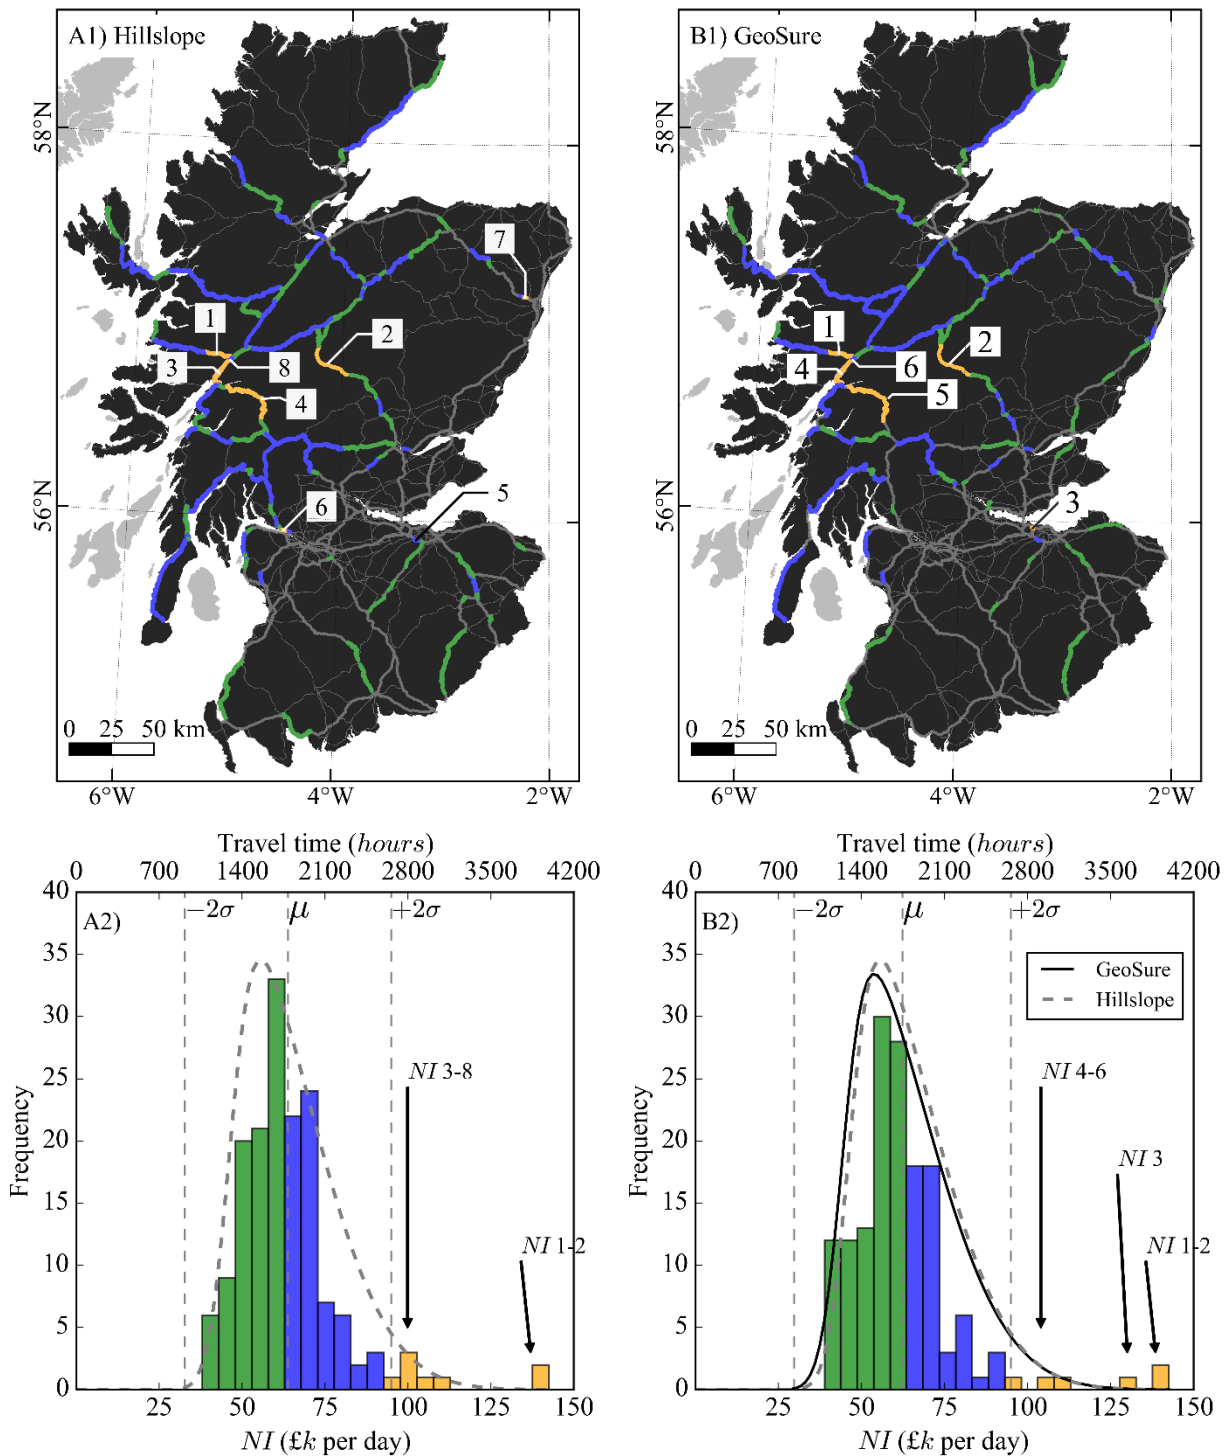 A1) Hillslope
58°N
56°N
7
1
2
3
8
4
5
6
0 25 50 km
6°W 4°W 2°W
B1) GeoSure
58°N
56°N
1
2
4
6
5
3
0 25 50 km
6°W 4°W 2°W
Travel time (hours)
0 700 1400 2100 2800 3500 4200
A2)
−2σ μ +2σ
40
35
30
25
20
15
10
5
0
Frequency
NI 3-8
NI 1-2
25 50 75 100 125 150
NI (£k per day)
Travel time (hours)
0 700 1400 2100 2800 3500 4200
B2)
−2σ μ +2σ
GeoSure
Hillslope
40
35
30
25
20
15
10
5
0
Frequency
NI 4-6
NI 3
NI 1-2
25 50 75 100 125 150
NI (£k per day)